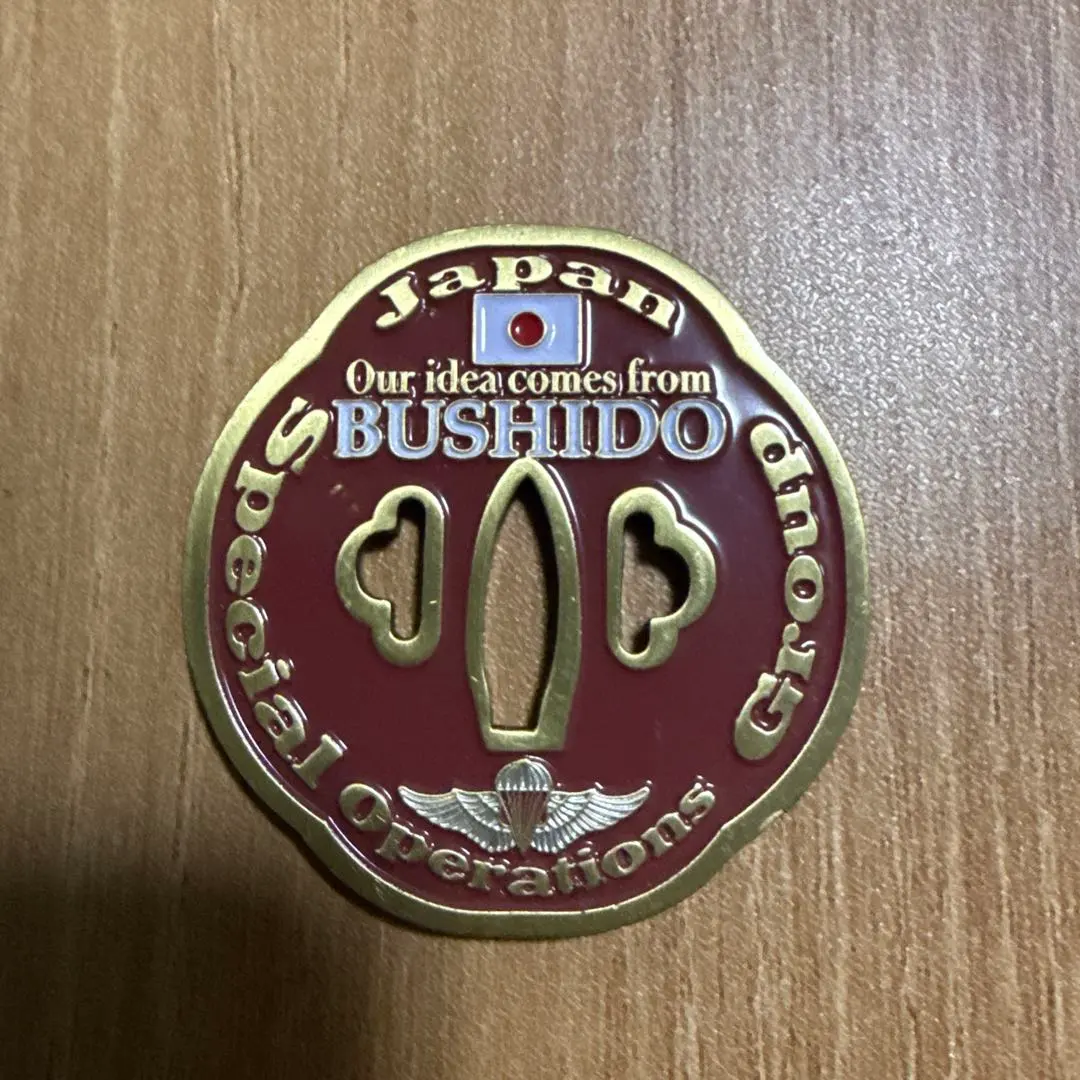 Japan
Our idea comes from
BUSHIDO
Special Operations Group